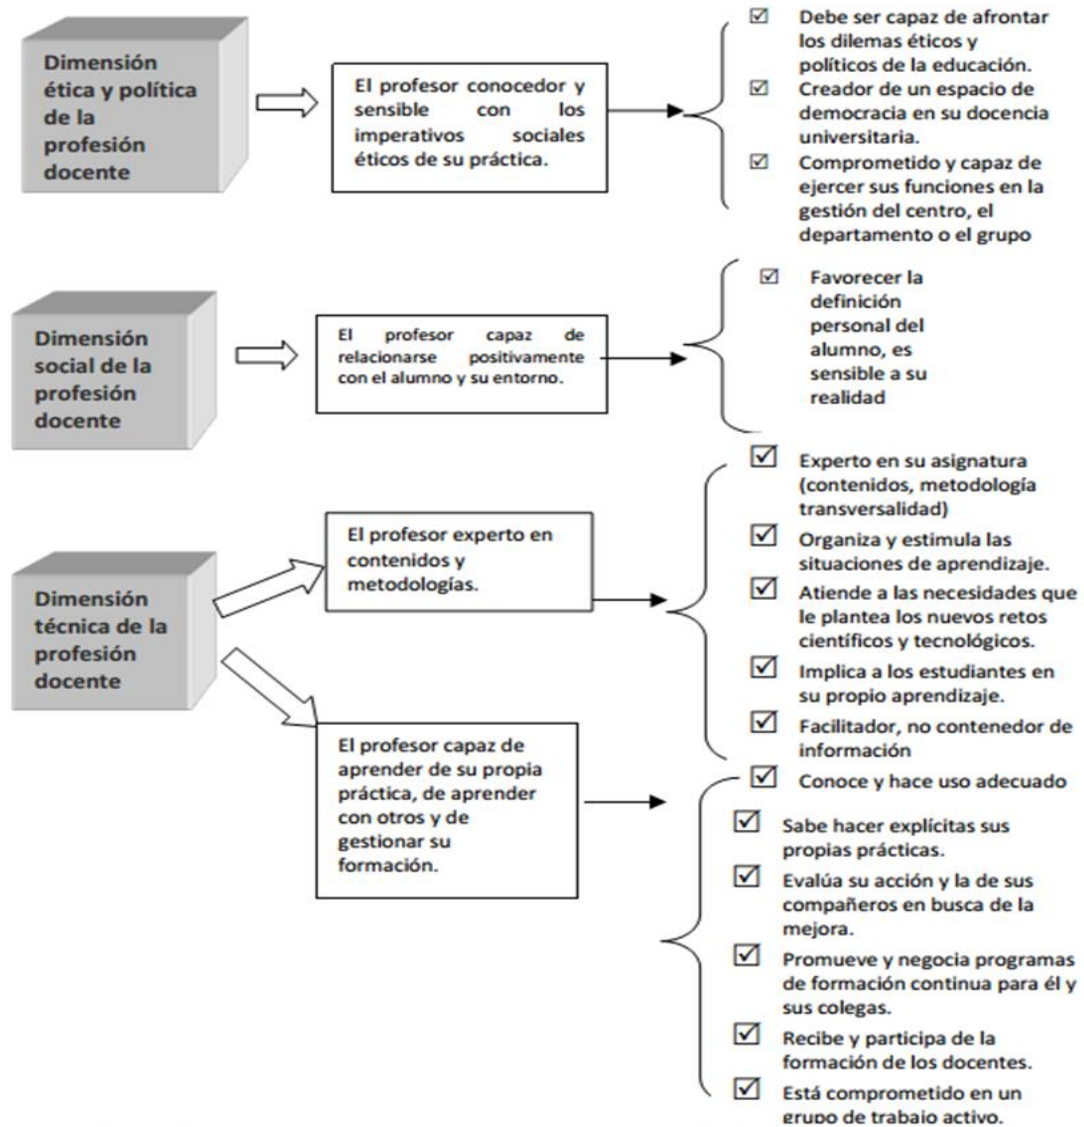 Dimensión
ética y política
de la
profesión
docente
El profesor conocedor y
sensible con los
imperativos sociales
éticos de su práctica.
Debe ser capaz de afrontar
los dilemas éticos y
políticos de la educación.
Creador de un espacio de
democracia en su docencia
universitaria.
Comprometido y capaz de
ejercer sus funciones en la
gestión del centro, el
departamento o el grupo
Dimensión
social de la
profesión
docente
El profesor capaz de
relacionarse positivamente
con el alumno y su entorno.
Favorecer la
definición
personal del
alumno, es
sensible a su
realidad
Dimensión
técnica de la
profesión
docente
El profesor experto en
contenidos y
metodologías.
Experto en su asignatura
(contenidos, metodología
transversalidad)
Organiza y estimula las
situaciones de aprendizaje.
Atiende a las necesidades que
le plantea los nuevos retos
científicos y tecnológicos.
Implica a los estudiantes en
su propio aprendizaje.
Facilitador, no contenedor de
información
El profesor capaz de
aprender de su propia
práctica, de aprender
con otros y de
gestionar su
formación.
Conoce y hace uso adecuado
Sabe hacer explícitas sus
propias prácticas.
Evalúa su acción y la de sus
compañeros en busca de la
mejora.
Promueve y negocia programas
de formación continua para él y
sus colegas.
Recibe y participa de la
formación de los docentes.
Está comprometido en un
grupo de trabajo activo.